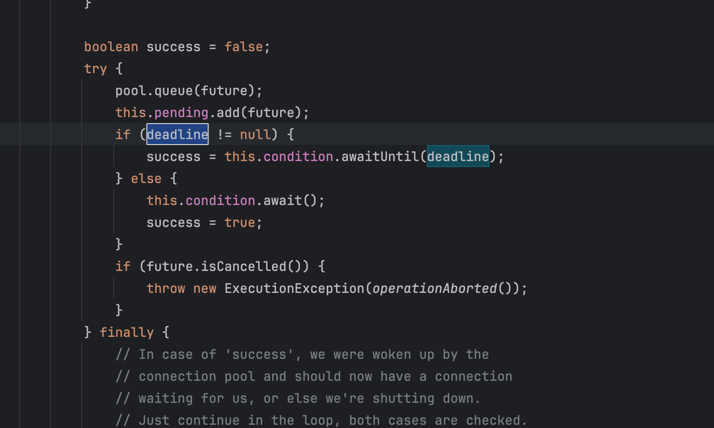 }
boolean success = false;
try {
pool.queue(future);
this.pending.add(future);
if (deadline != null) {
success = this.condition.awaitUntil(deadline);
} else {
this.condition.await();
success = true;
}
if (future.isCancelled()) {
throw new ExecutionException(operationAborted());
}
} finally {
// In case of 'success', we were woken up by the
// connection pool and should now have a connection
// waiting for us, or else we're shutting down.
// Just continue in the loop, both cases are checked.